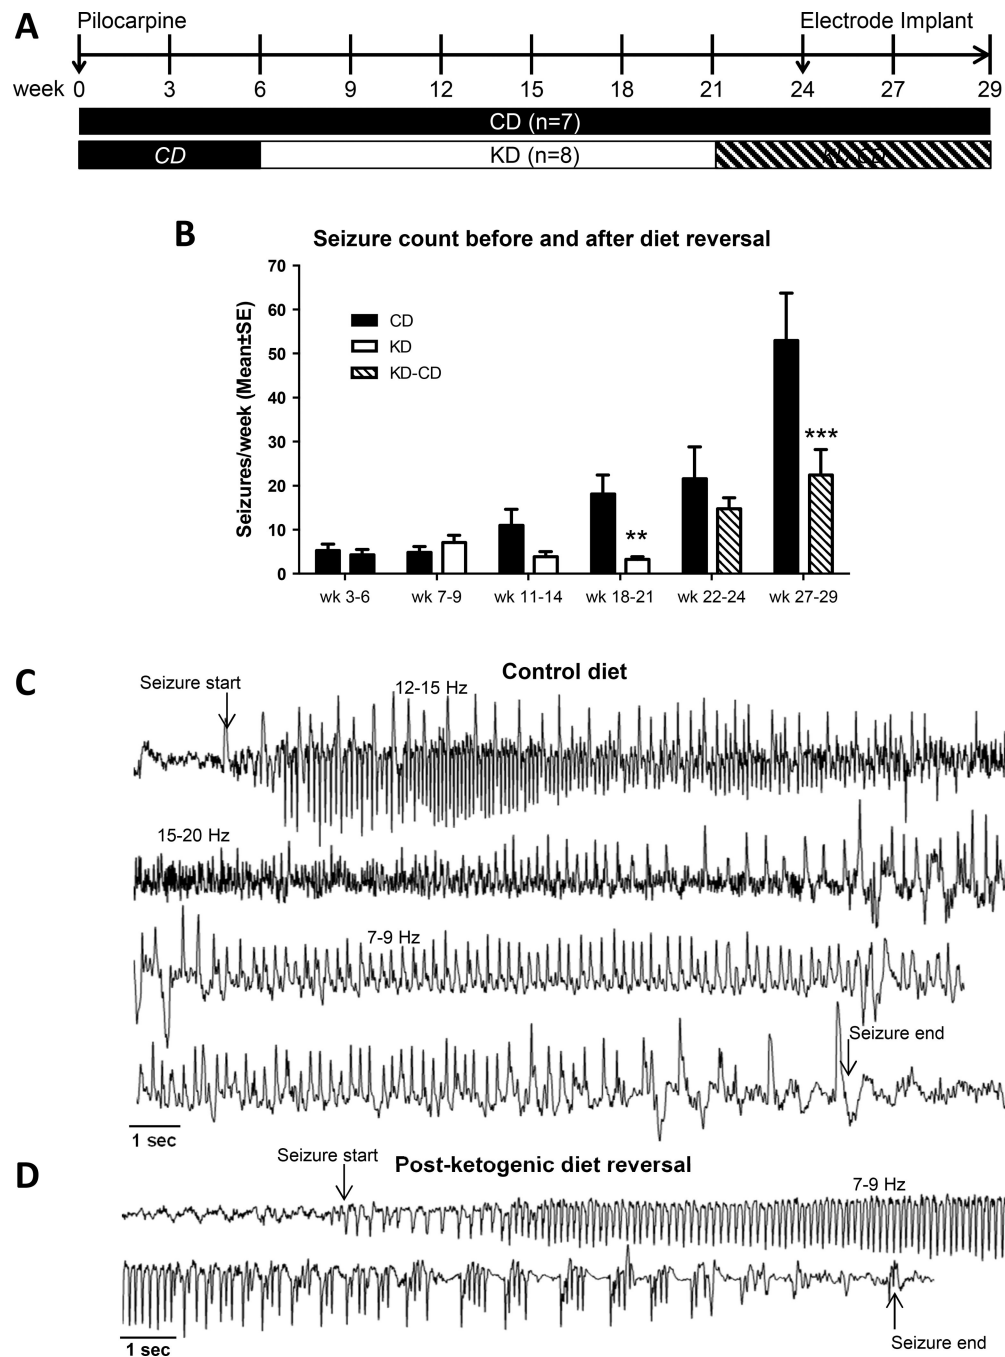 A
Pilocarpine
Electrode Implant
week 0 3 6 9 12 15 18 21 24 27 29
CD (n=7)
CD KD (n=8) KD-CD
B
Seizure count before and after diet reversal
Seizures/week (Mean±SE)
70
60
50
40
30
20
10
0
CD
KD
KD-CD
**
***
wk 3-6 wk 7-9 wk 11-14 wk 18-21 wk 22-24 wk 27-29
C
Control diet
Seizure start
12-15 Hz
15-20 Hz
7-9 Hz
Seizure end
1 sec
D
Post-ketogenic diet reversal
Seizure start
7-9 Hz
1 sec
Seizure end